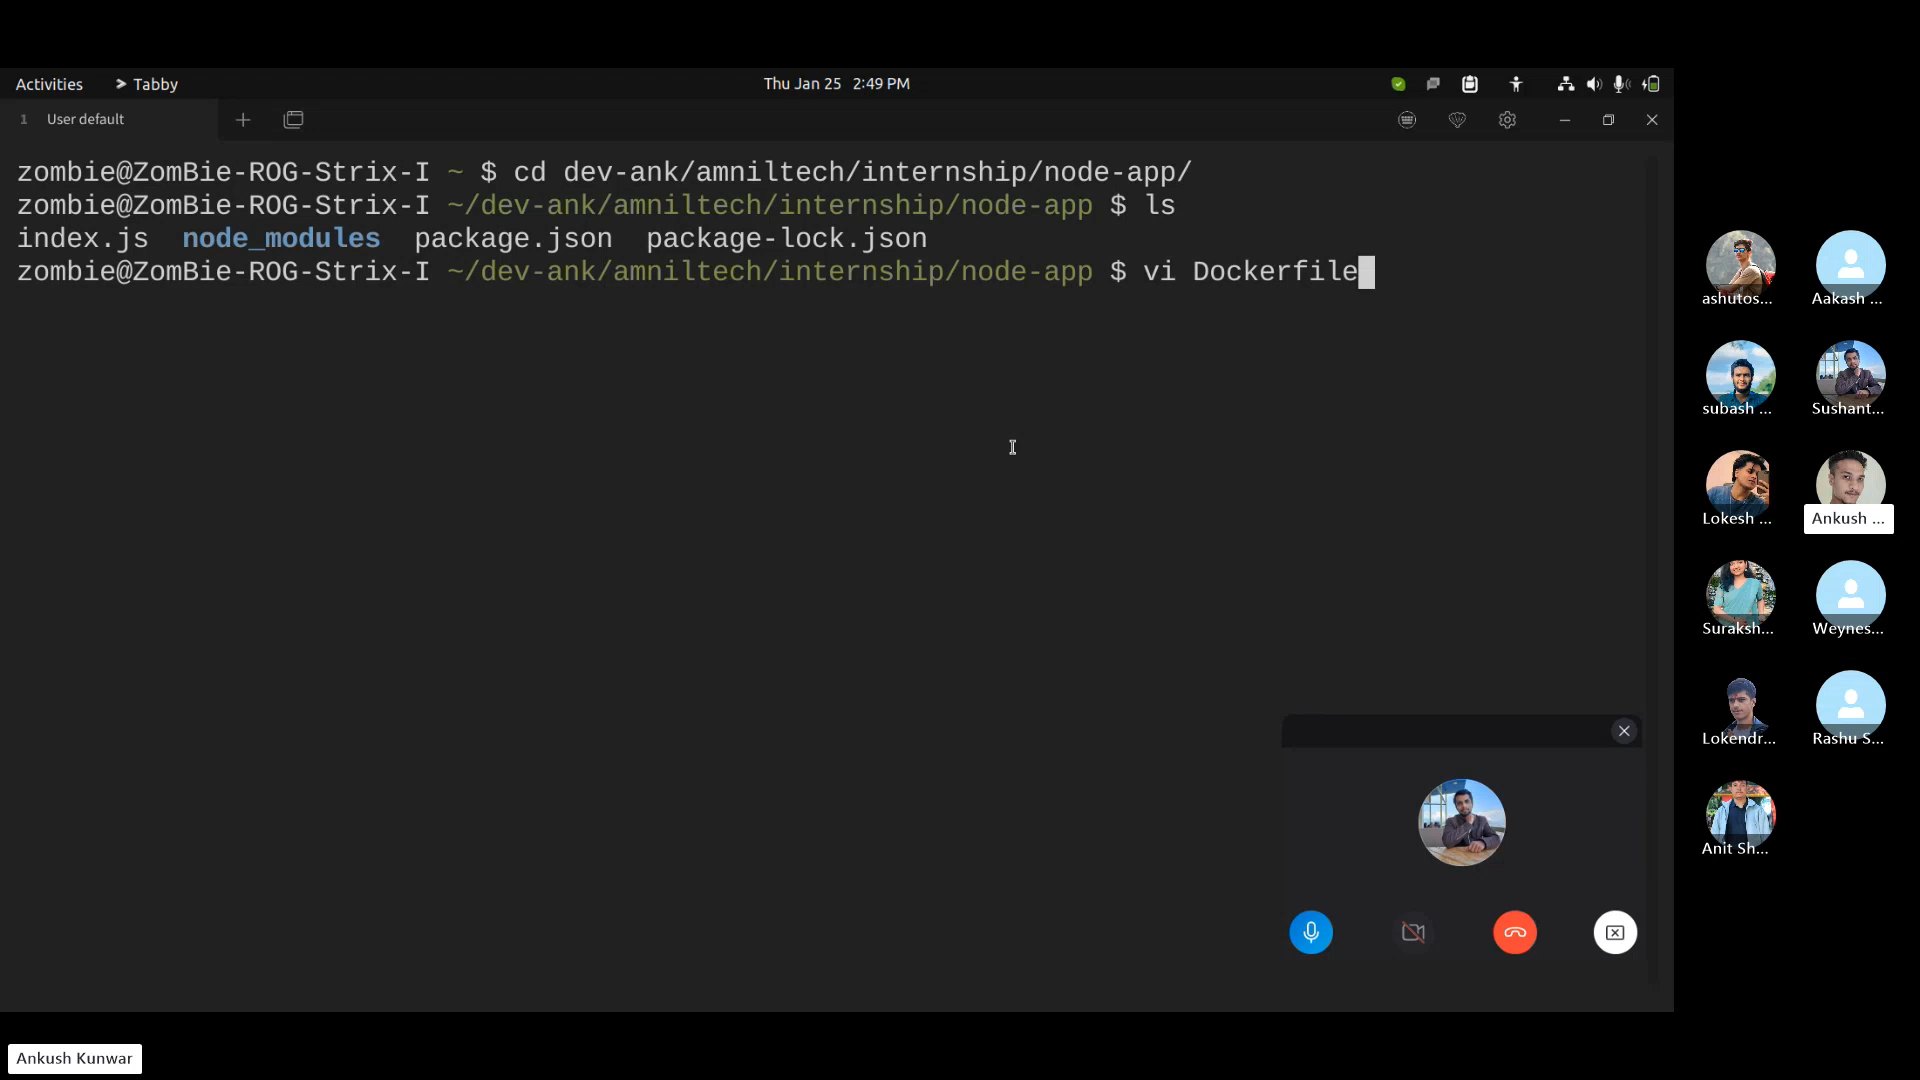 Activities
Tabby
Thu Jan 25 2:49 PM
1 User default
zombie@ZomBie-ROG-Strix-I ~ $ cd dev-ank/amniltech/internship/node-app/
zombie@ZomBie-ROG-Strix-I ~/dev-ank/amniltech/internship/node-app $ ls
index.js node_modules package.json package-lock.json
zombie@ZomBie-ROG-Strix-I ~/dev-ank/amniltech/internship/node-app $ vi Dockerfile
ashutos...
Aakash ...
subash ...
Sushant...
Lokesh ...
Ankush ...
Suraksh...
Weynes...
Lokendr...
Rashu S...
Anit Sh...
Ankush Kunwar